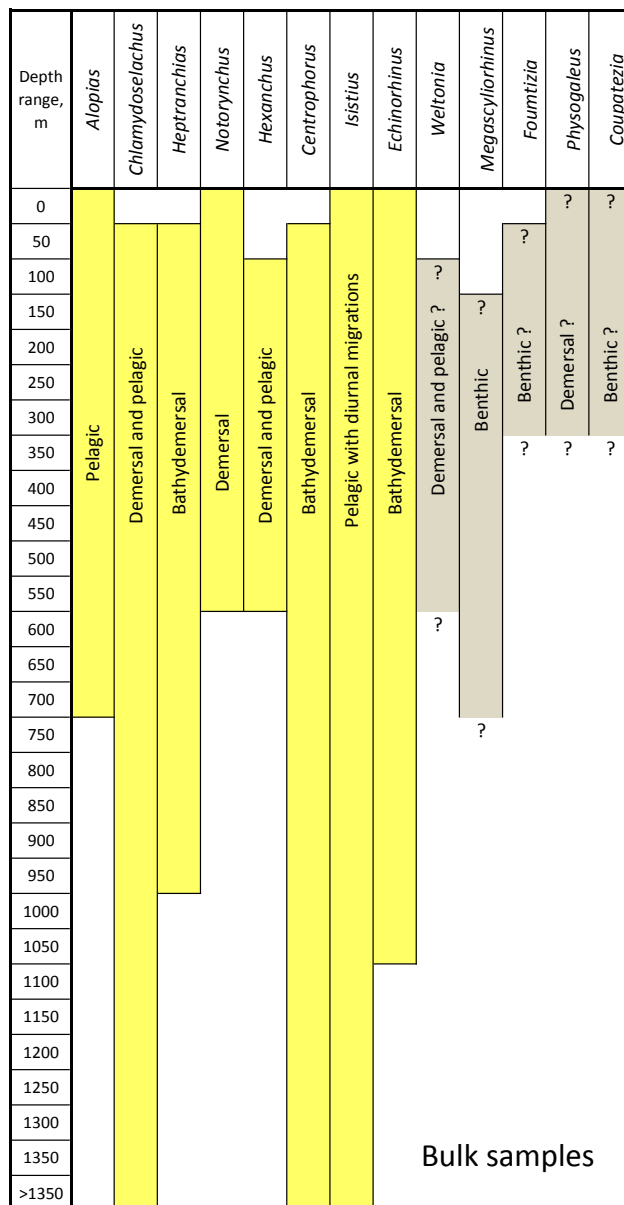 Depth
range,
m
Alopias
Chlamydoselachus
Heptranchias
Notorynchus
Hexanchus
Centrophorus
Isistius
Echinorhinus
Weltonia
Megascyliorhinus
Foumtizia
Physogaleus
Coupatezia
0
? ?
50
?
100
?
150
?
200
250
300
350
? ? ?
400
450
500
550
600
?
650
700
750
?
800
850
900
950
1000
1050
1100
1150
1200
1250
1300
1350
>1350
Pelagic
Demersal and pelagic
Bathydemersal
Demersal
Demersal and pelagic
Bathydemersal
Pelagic with diurnal migrations
Bathydemersal
Demersal and pelagic ?
Benthic
Benthic ?
Demersal ?
Benthic ?
Bulk samples